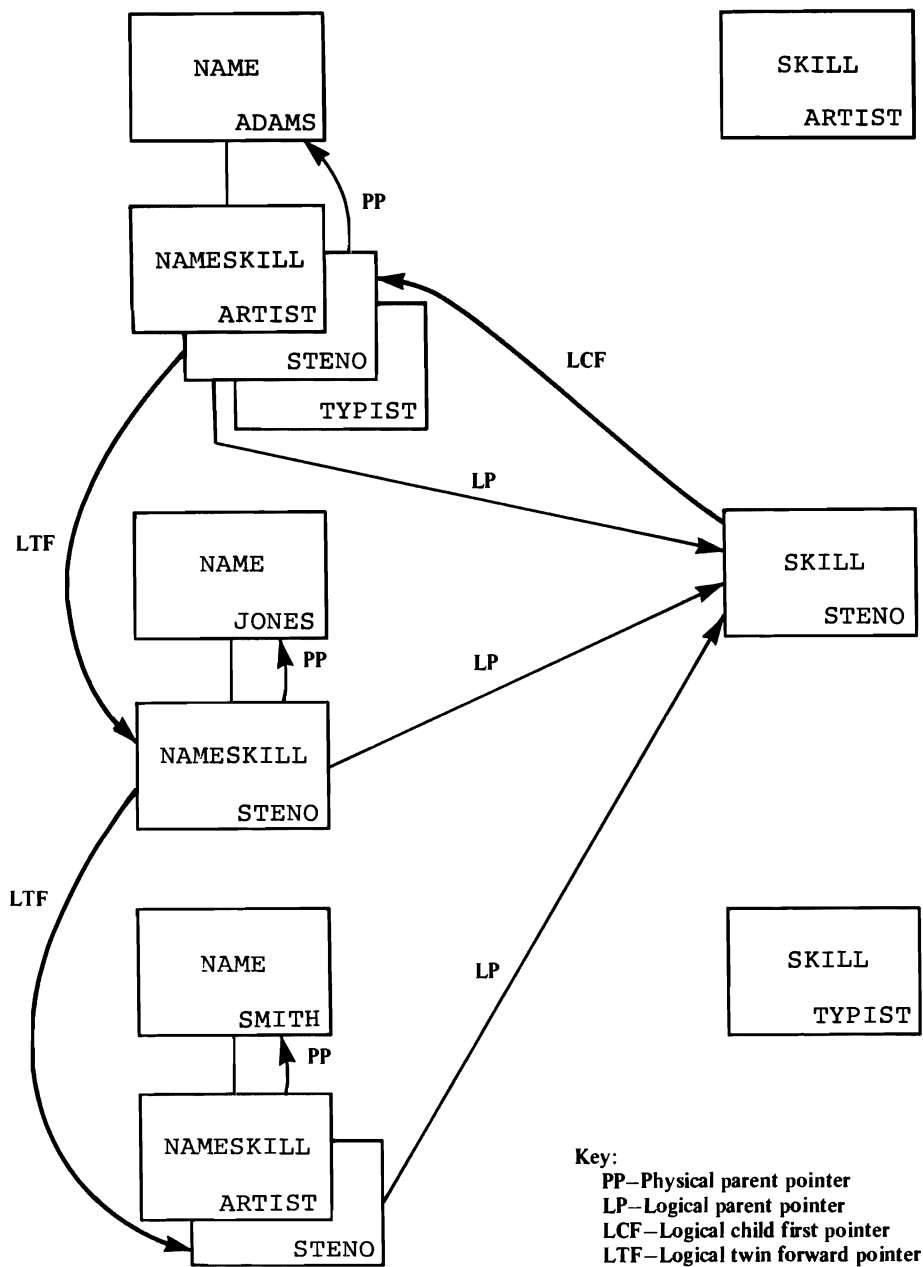 NAME
ADAMS
SKILL
ARTIST
PP
NAMESKILL
ARTIST
STENO
TYPIST
LCF
LP
LTF
NAME
JONES
PP
SKILL
STENO
LP
NAMESKILL
STENO
LTF
NAME
SMITH
PP
LP
SKILL
TYPIST
NAMESKILL
ARTIST
STENO
Key:
PP—Physical parent pointer
LP—Logical parent pointer
LCF—Logical child first pointer
LTF—Logical twin forward pointer